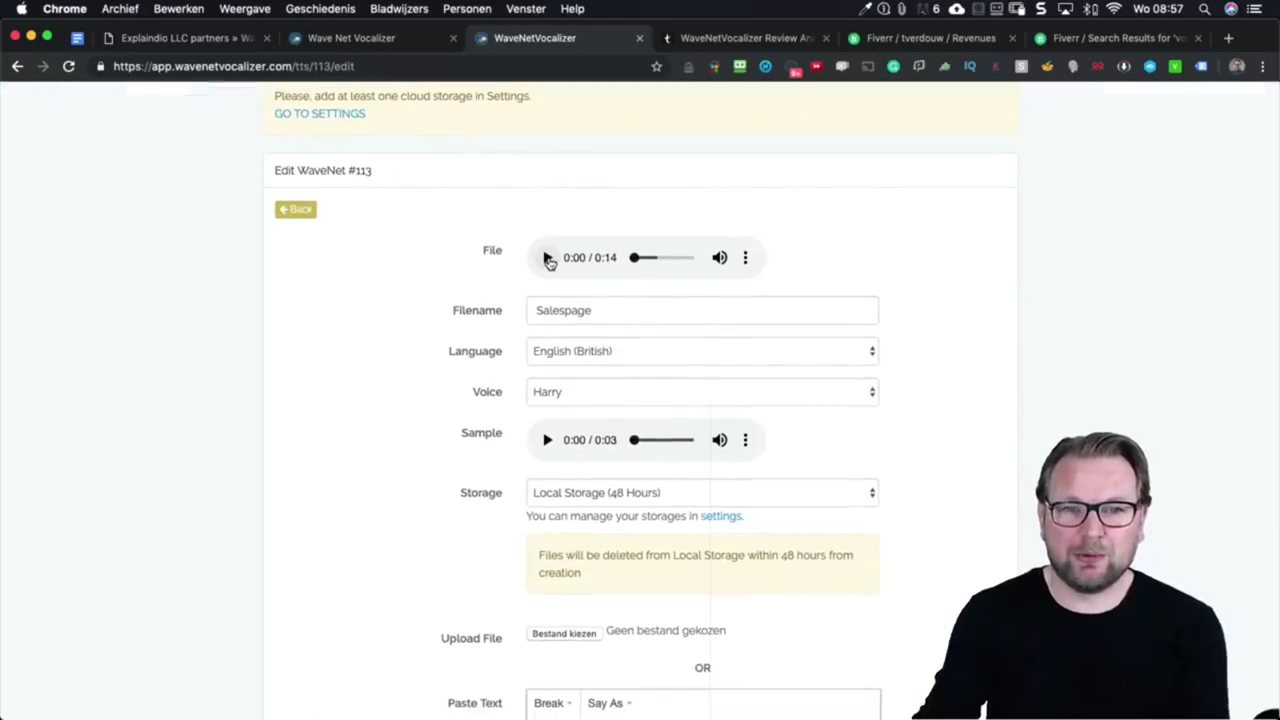 Chrome Archief Bewerken Weergave Geschiedenis Bladwijzers Personen Venster Help 6 Wo 08:57
Explaindio LLC partners » Wa × Wave Net Vocalizer × WaveNetVocalizer × WaveNetVocalizer Review An × Fiverr / tverdouw / Revenues × Fiverr / Search Results for 'vo ×
https://app.wavenetvocalizer.com/tts/113/edit
Please, add at least one cloud storage in Settings.
GO TO SETTINGS
Edit WaveNet #113
Back
File 0:00 / 0:14
Filename Salespage
Language English (British)
Voice Harry
Sample 0:00 / 0:03
Storage Local Storage (48 Hours)
You can manage your storages in settings.
Files will be deleted from Local Storage within 48 hours from
creation
Upload File Bestand kiezen Geen bestand gekozen
OR
Paste Text Break Say As